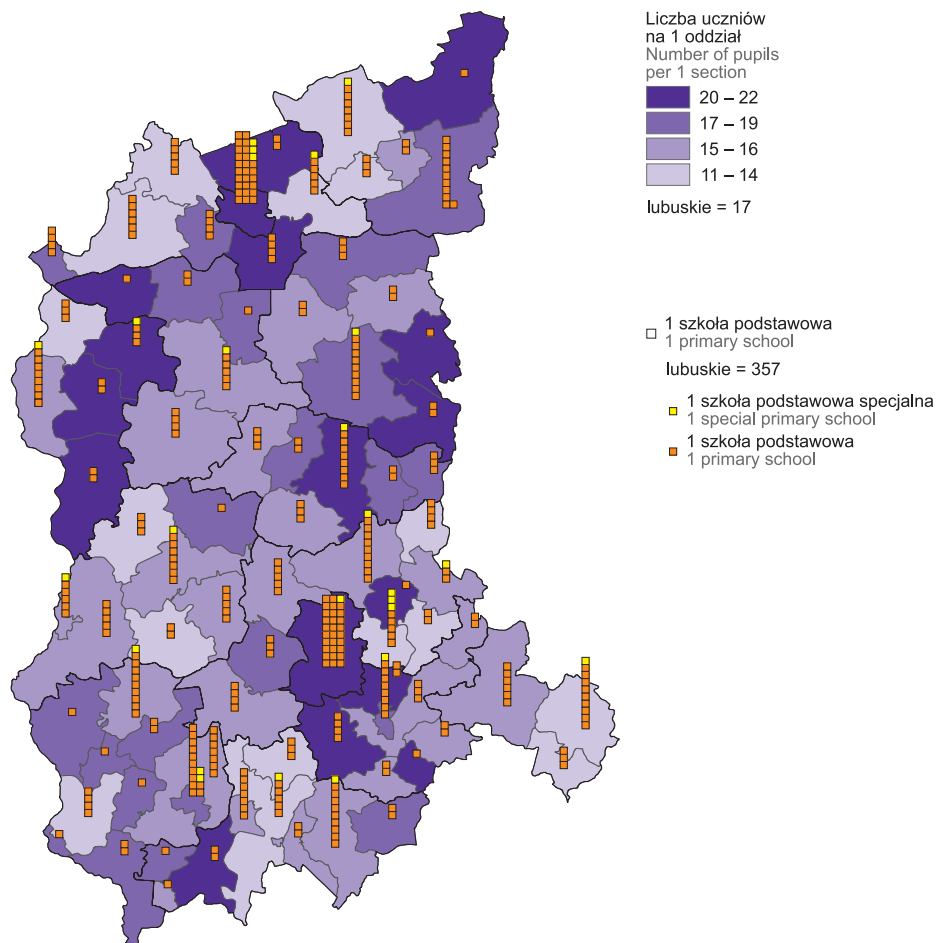 Liczba uczniów
na 1 oddział
Number of pupils
per 1 section
20 – 22
17 – 19
15 – 16
11 – 14
lubuskie = 17
1 szkoła podstawowa
1 primary school
lubuskie = 357
1 szkoła podstawowa specjalna
1 special primary school
1 szkoła podstawowa
1 primary school